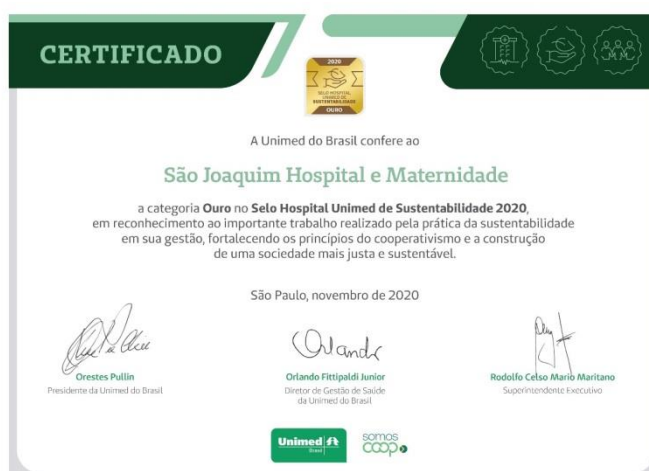 CERTIFICADO
2020
SELO HOSPITAL
UNIMED DE
SUSTENTABILIDADE
OURO
A Unimed do Brasil confere ao
São Joaquim Hospital e Maternidade
a categoria Ouro no Selo Hospital Unimed de Sustentabilidade 2020,
em reconhecimento ao importante trabalho realizado pela prática da sustentabilidade
em sua gestão, fortalecendo os princípios do cooperativismo e a construção
de uma sociedade mais justa e sustentável.
São Paulo, novembro de 2020
Orlando
Orestes Pullin
Presidente da Unimed do Brasil
Orlando Fittipaldi Junior
Diretor de Gestão de Saúde
da Unimed do Brasil
Rodolfo Celso Mario Maritano
Superintendente Executivo
Unimed
Brasil
somos
coop